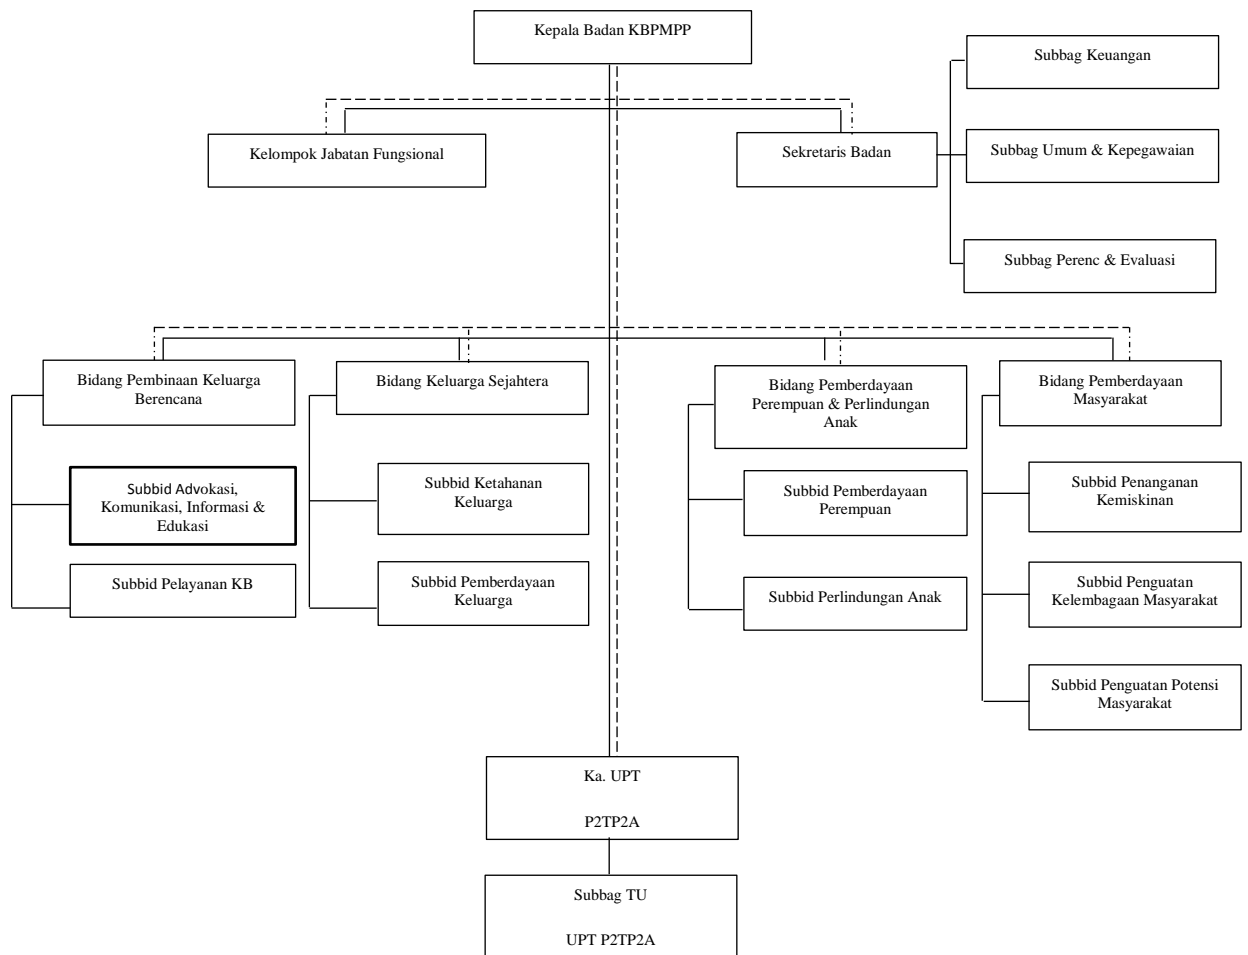 Kepala Badan KBPMPP
Subbag Keuangan
Kelompok Jabatan Fungsional
Sekretaris Badan
Subbag Umum & Kepegawaian
Subbag Perenc & Evaluasi
Bidang Pembinaan Keluarga
Berencana
Bidang Keluarga Sejahtera
Bidang Pemberdayaan
Perempuan & Perlindungan
Anak
Bidang Pemberdayaan
Masyarakat
Subbid Advokasi,
Komunikasi, Informasi &
Edukasi
Subbid Ketahanan
Keluarga
Subbid Pemberdayaan
Perempuan
Subbid Penanganan
Kemiskinan
Subbid Pelayanan KB
Subbid Pemberdayaan
Keluarga
Subbid Perlindungan Anak
Subbid Penguatan
Kelembagaan Masyarakat
Subbid Penguatan Potensi
Masyarakat
Ka. UPT
P2TP2A
Subbag TU
UPT P2TP2A